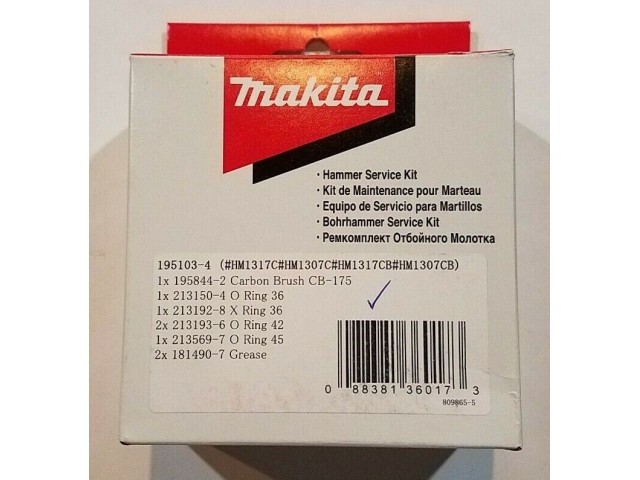 makita
· Hammer Service Kit
· Kit de Maintenance pour Marteau
· Equipo de Servicio para Martillos
· Bohrhammer Service Kit
· Ремкомплект Отбойного Молотка
195103-4 (#HM1317C#HM1307C#HM1317CB#HM1307CB)
1x 195844-2 Carbon Brush CB-175
1x 213150-4 O Ring 36
1x 213192-8 X Ring 36
2x 213193-6 O Ring 42
1x 213569-7 O Ring 45
2x 181490-7 Grease
0 88381 36017 3
809865-5